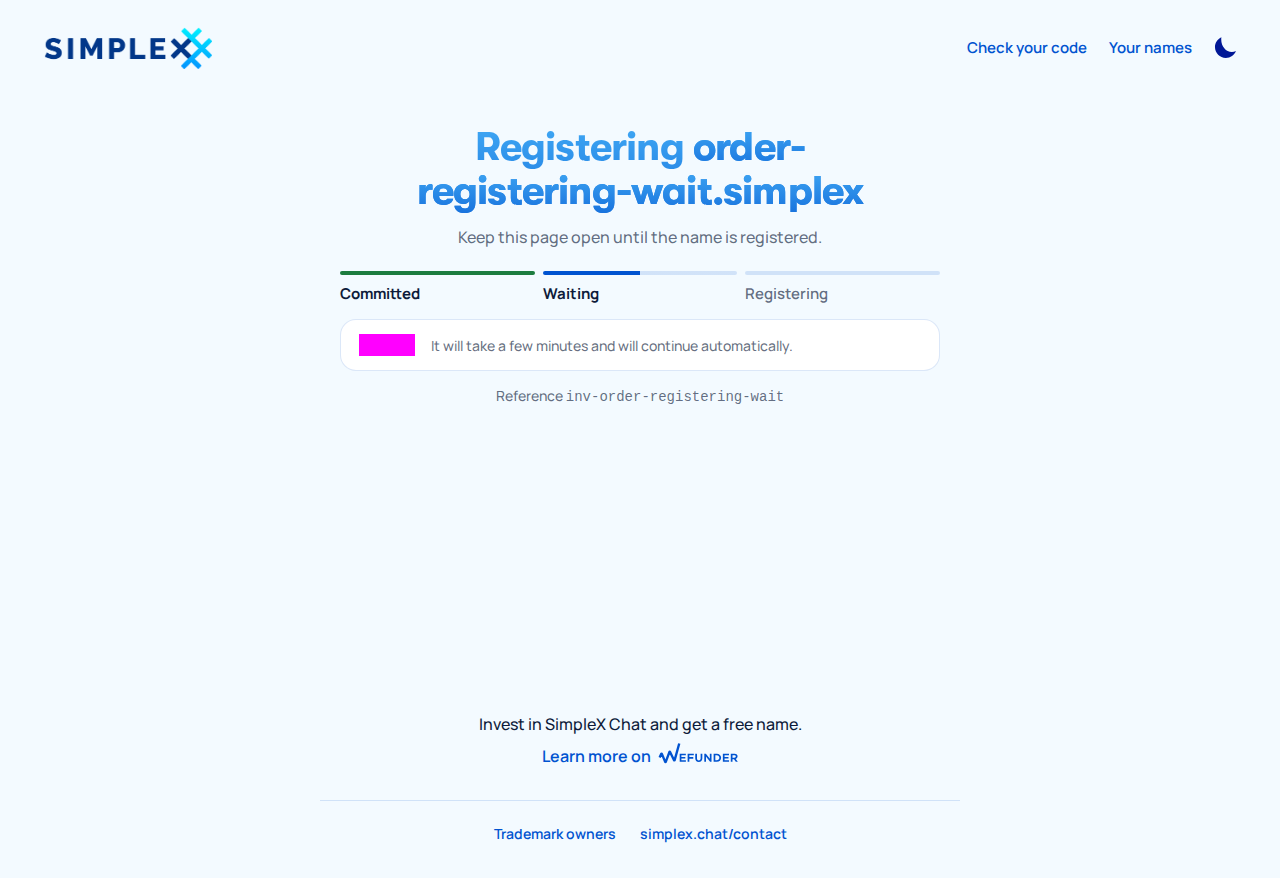 SIMPLEX
Check your code
Your names
Registering order-
registering-wait.simplex
Keep this page open until the name is registered.
Committed
Waiting
Registering
It will take a few minutes and will continue automatically.
Reference inv-order-registering-wait
Invest in SimpleX Chat and get a free name.
Learn more on WEFUNDER
Trademark owners
simplex.chat/contact